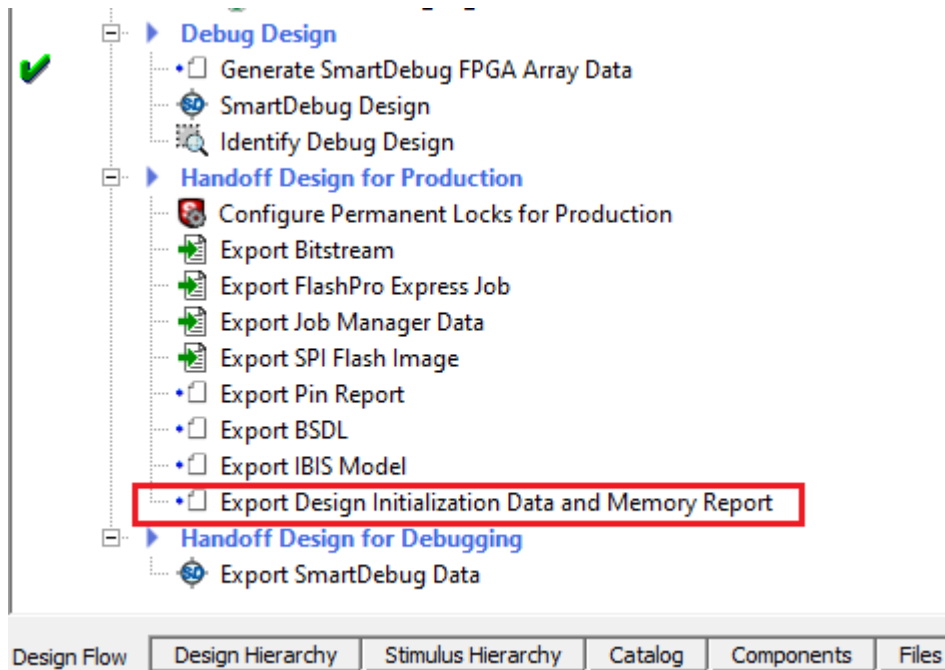 Debug Design
Generate SmartDebug FPGA Array Data
SmartDebug Design
Identify Debug Design
Handoff Design for Production
Configure Permanent Locks for Production
Export Bitstream
Export FlashPro Express Job
Export Job Manager Data
Export SPI Flash Image
Export Pin Report
Export BSDL
Export IBIS Model
Export Design Initialization Data and Memory Report
Handoff Design for Debugging
Export SmartDebug Data
Design Flow Design Hierarchy Stimulus Hierarchy Catalog Components Files